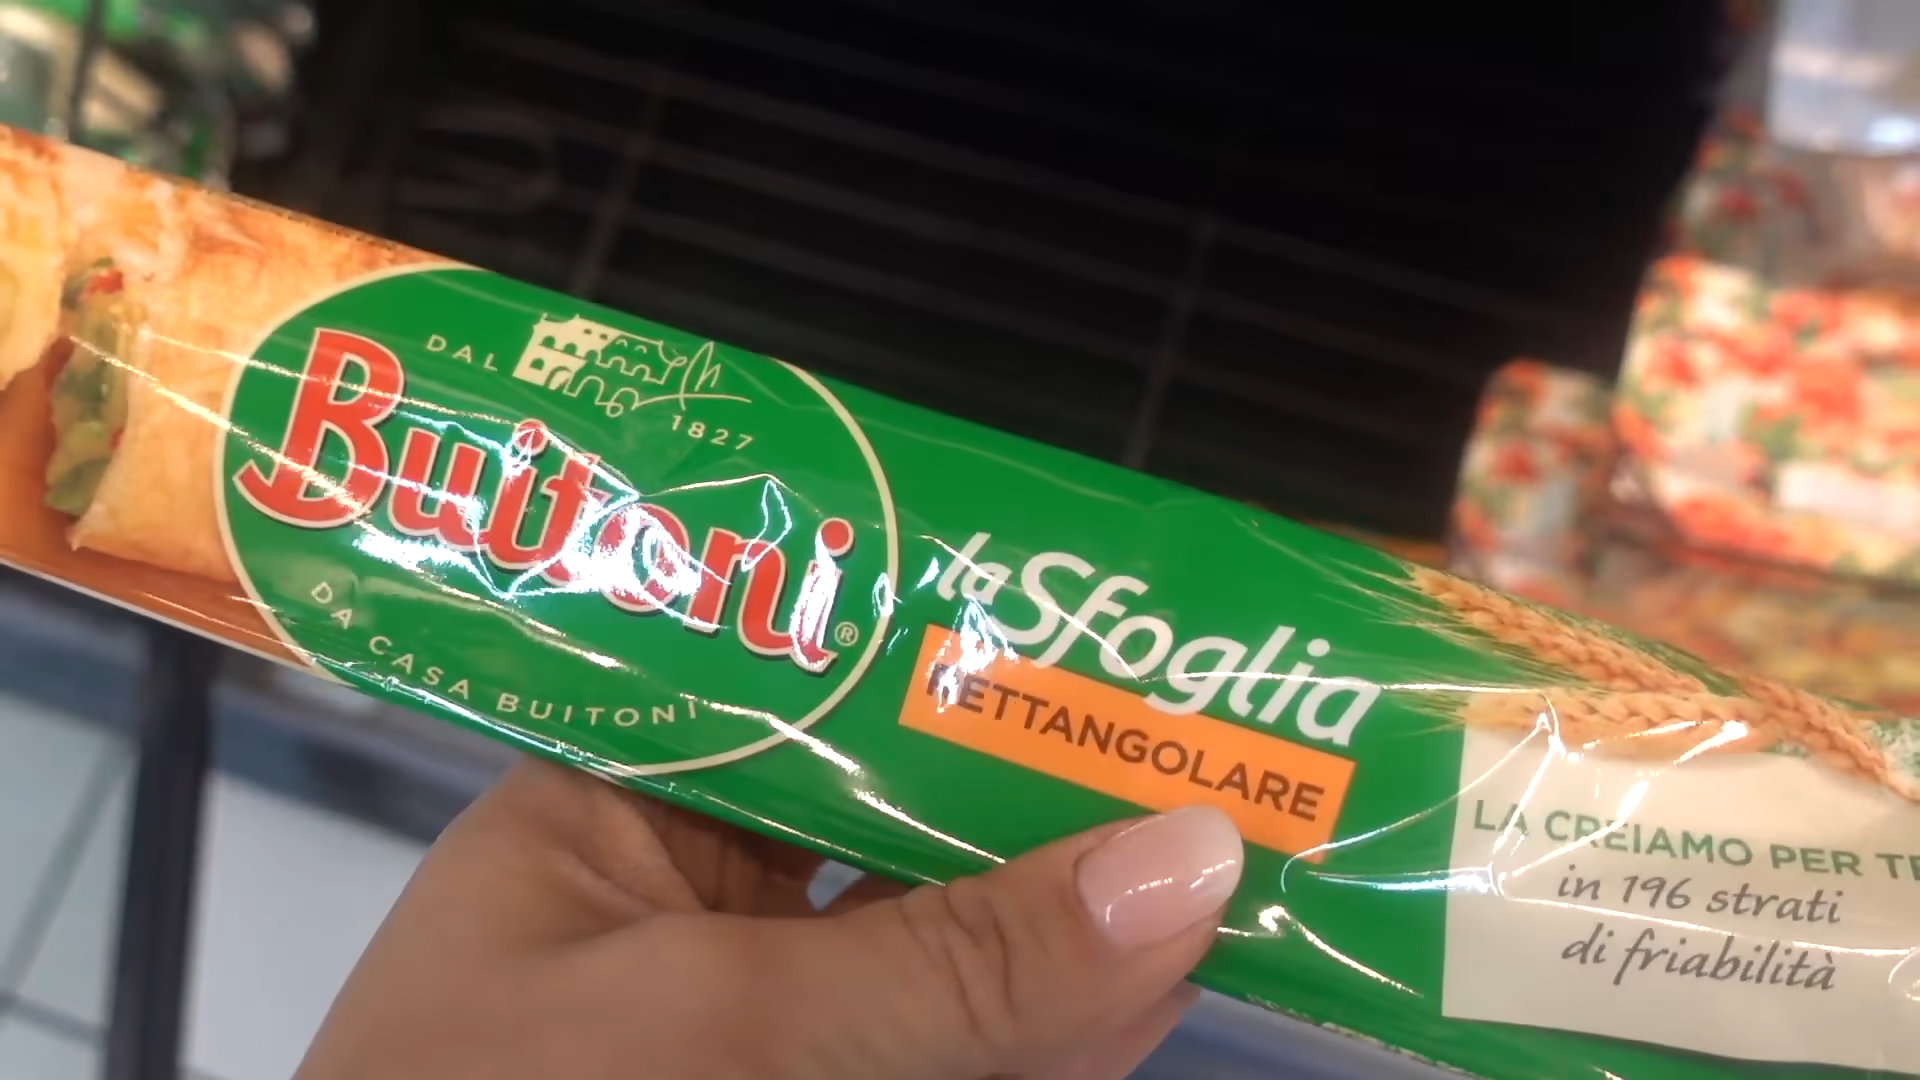 DAL 1827
Buitoni®
DA CASA BUITONI
la Sfoglia
RETTANGOLARE
LA CREIAMO PER TE
in 196 strati
di friabilità